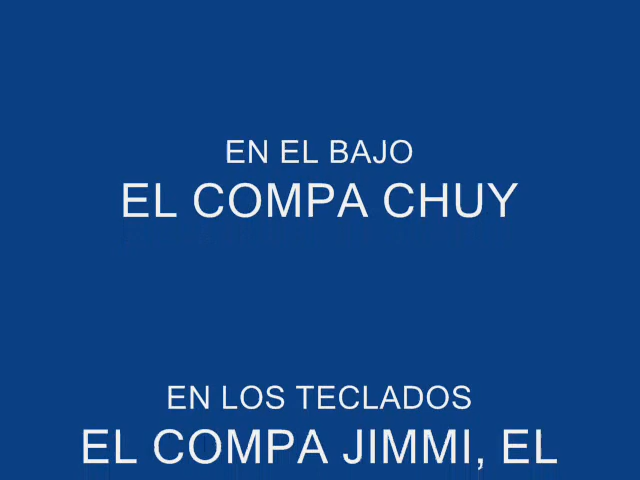 EN EL BAJO
EL COMPA CHUY
EN LOS TECLADOS
EL COMPA JIMMI, EL